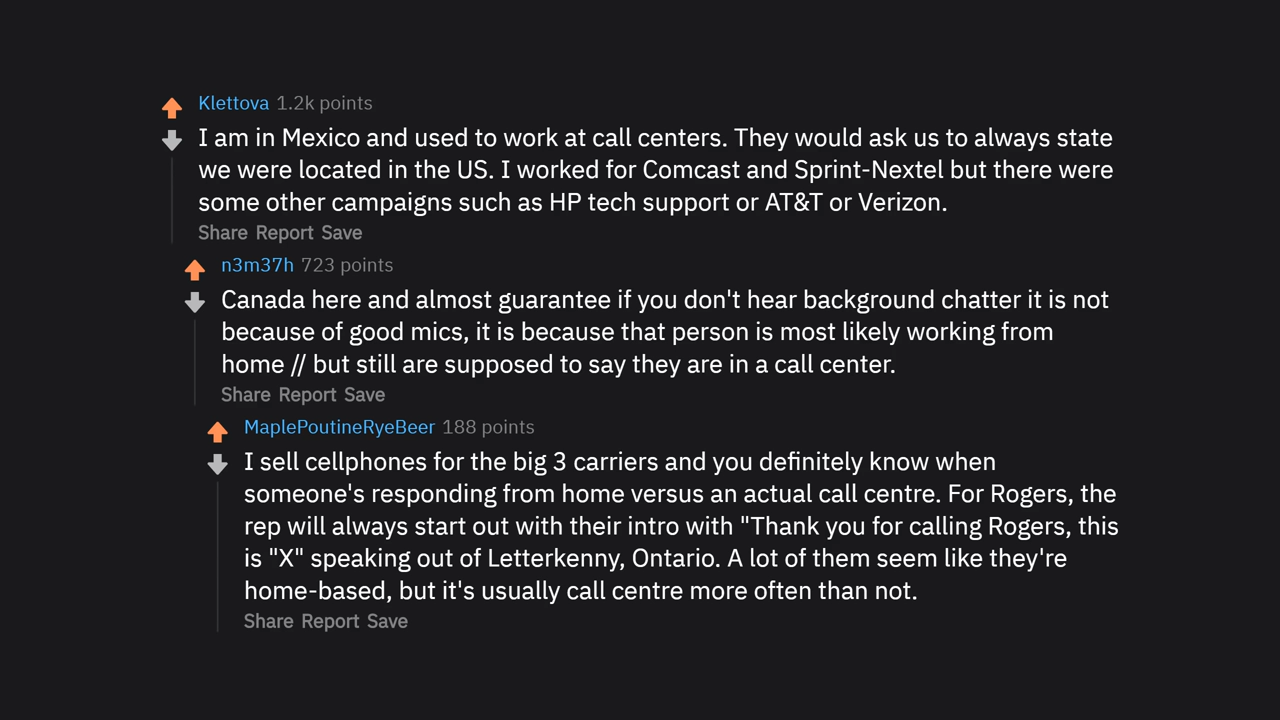 Klettova 1.2k points
I am in Mexico and used to work at call centers. They would ask us to always state
we were located in the US. I worked for Comcast and Sprint-Nextel but there were
some other campaigns such as HP tech support or AT&T or Verizon.
Share Report Save
n3m37h 723 points
Canada here and almost guarantee if you don't hear background chatter it is not
because of good mics, it is because that person is most likely working from
home // but still are supposed to say they are in a call center.
Share Report Save
MaplePoutineRyeBeer 188 points
I sell cellphones for the big 3 carriers and you definitely know when
someone's responding from home versus an actual call centre. For Rogers, the
rep will always start out with their intro with "Thank you for calling Rogers, this
is "X" speaking out of Letterkenny, Ontario. A lot of them seem like they're
home-based, but it's usually call centre more often than not.
Share Report Save